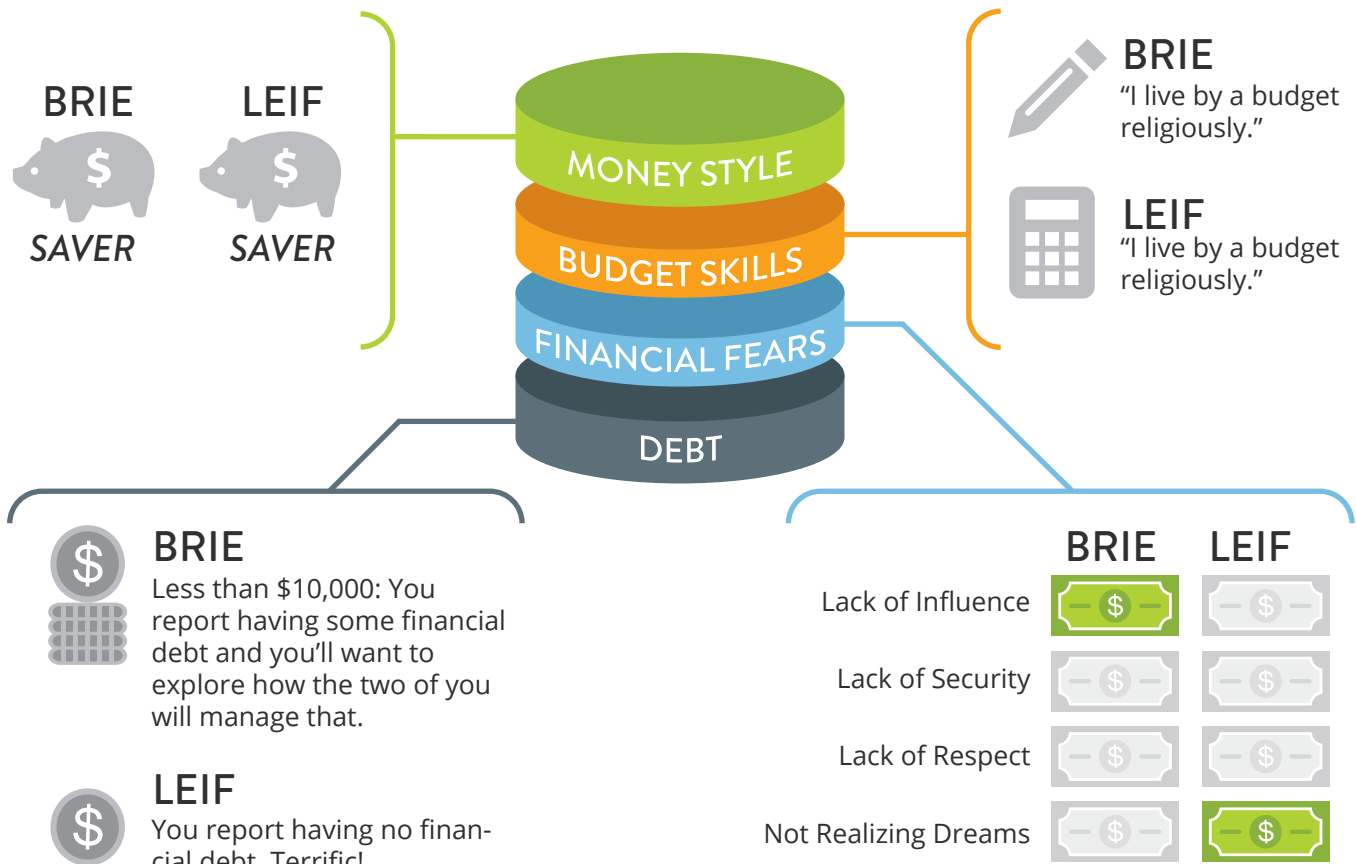 BRIE
LEIF
$
$
SAVER
SAVER
MONEY STYLE
BUDGET SKILLS
FINANCIAL FEARS
DEBT
BRIE
“I live by a budget
religiously.”
LEIF
“I live by a budget
religiously.”
$
BRIE
Less than $10,000: You
report having some financial
debt and you’ll want to
explore how the two of you
will manage that.
$
LEIF
You report having no finan-
cial debt. Terrific!
BRIE LEIF
Lack of Influence
$ $
Lack of Security
$ $
Lack of Respect
$ $
Not Realizing Dreams
$ $